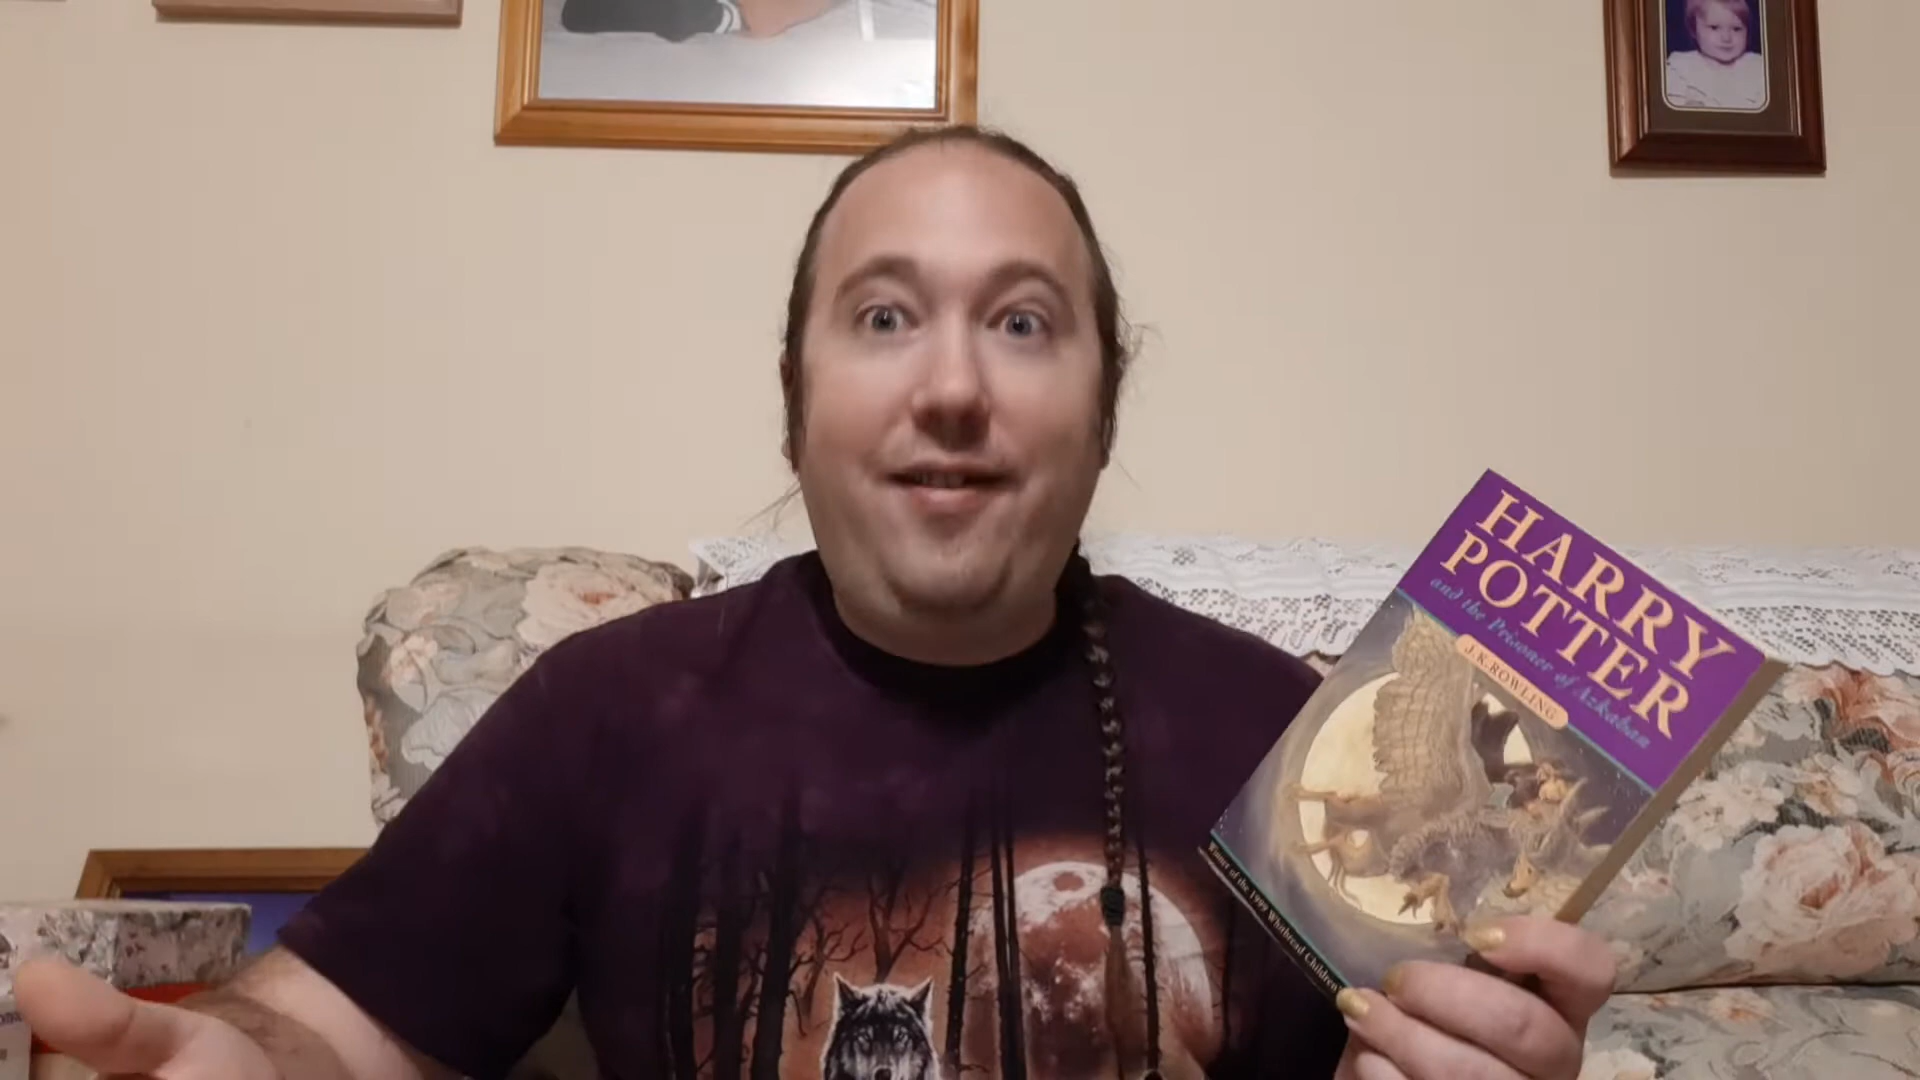 HARRY
POTTER
and the Prisoner of Azkaban
J.K.ROWLING
Winner of the 1999 Whitbread Children'